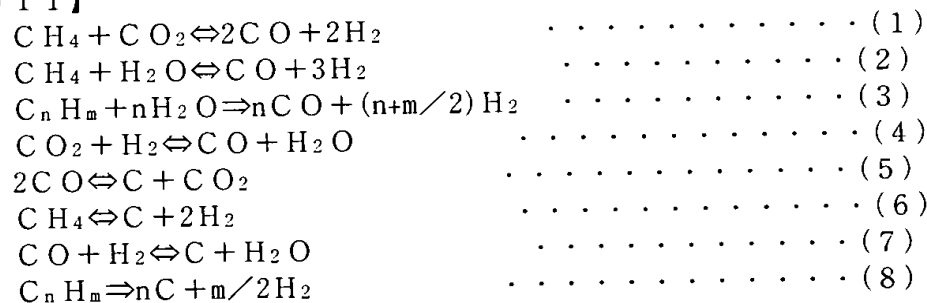 １１】
CH₄+CO₂⇔2CO+2H₂ ・・・・・・・・・・・・(1)
CH₄+H₂O⇔CO+3H₂ ・・・・・・・・・・・(2)
CₙHₘ+nH₂O⇒nCO+(n+m／2)H₂ ・・・・・・・・・・(3)
CO₂+H₂⇔CO+H₂O ・・・・・・・・・・・・・(4)
2CO⇔C+CO₂ ・・・・・・・・・・・・・(5)
CH₄⇔C+2H₂ ・・・・・・・・・・・・・(6)
CO+H₂⇔C+H₂O ・・・・・・・・・・・・(7)
CₙHₘ⇒nC+m／2H₂ ・・・・・・・・・・・・・(8)